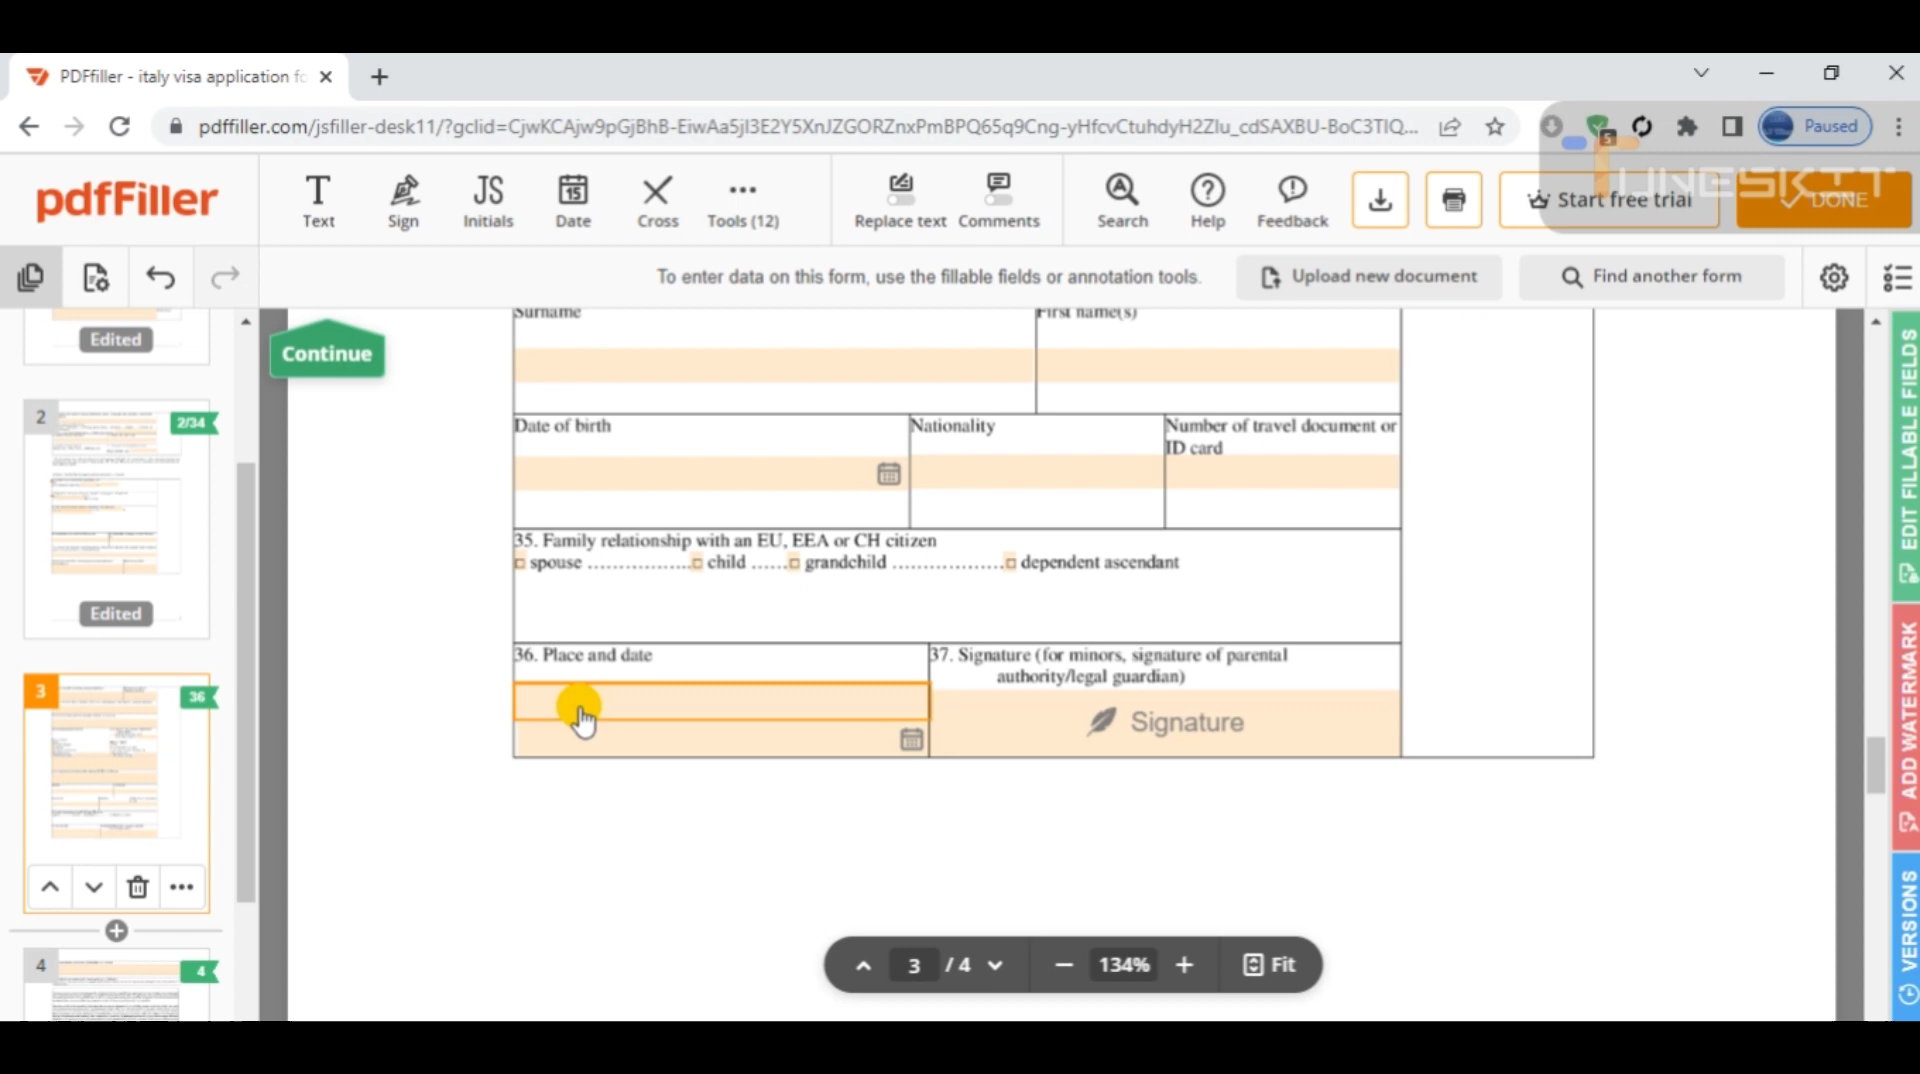 PDFfiller - italy visa application fo
pdffiller.com/jsfiller-desk11/?gclid=CjwKCAjw9pGjBhB-EiwAa5jl3E2Y5XnJZGORZnxPmBPQ65q9Cng-yHfcvCtuhdyH2Zlu_cdSAXBU-BoC3TIQ...
5
Paused
pdfFiller
Text
Sign
JS
Initials
15
Date
Cross
Tools (12)
Replace text
Comments
Search
Help
Feedback
Start free trial
DONE
To enter data on this form, use the fillable fields or annotation tools.
Upload new document
Find another form
Edited
2
2/34
Edited
3
36
4
4
Continue
Surname
First name(s)
Date of birth
Nationality
Number of travel document or
ID card
35. Family relationship with an EU, EEA or CH citizen
□ spouse .................□ child ......□ grandchild ..................□ dependent ascendant
36. Place and date
37. Signature (for minors, signature of parental
authority/legal guardian)
Signature
3 / 4
134%
Fit
EDIT FILLABLE FIELDS
ADD WATERMARK
VERSIONS